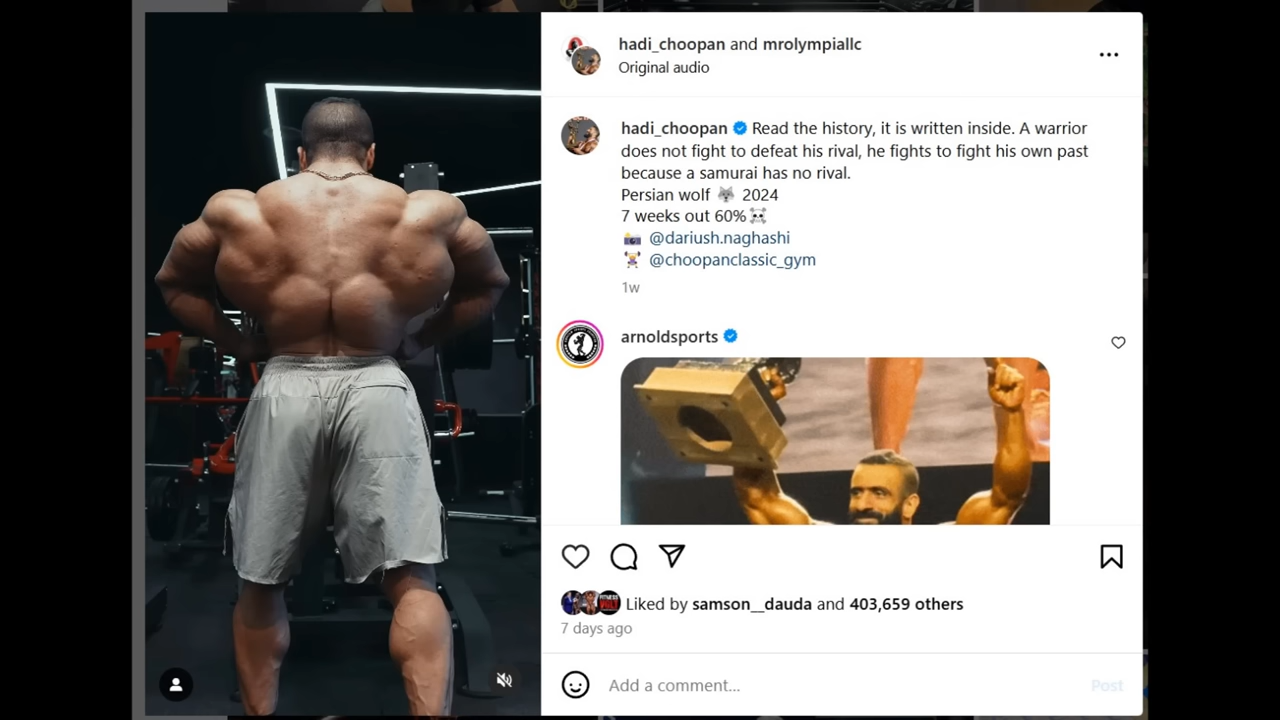 hadi_choopan and mrolympiallc
Original audio
hadi_choopan Read the history, it is written inside. A warrior
does not fight to defeat his rival, he fights to fight his own past
because a samurai has no rival.
Persian wolf 🐺 2024
7 weeks out 60%☠️
📸 @dariush.naghashi
🏋️ @choopanclassic_gym
1w
arnoldsports
Liked by samson__dauda and 403,659 others
7 days ago
Add a comment...
Post